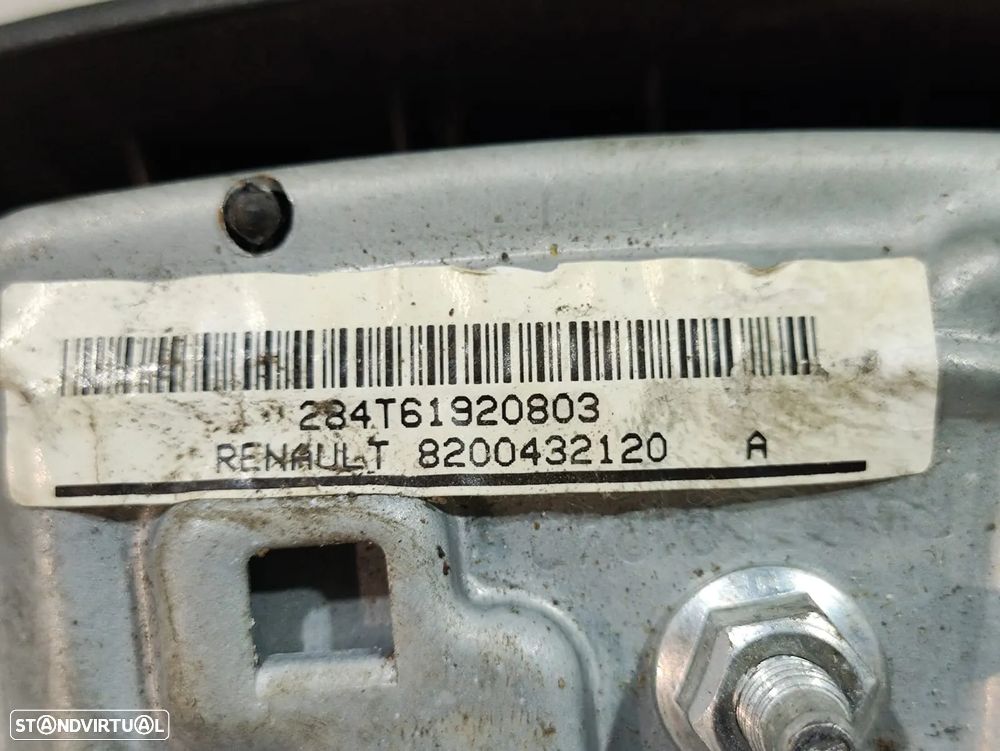 284T61920803
RENAULT 8200432120 A
STANDVIRTUAL